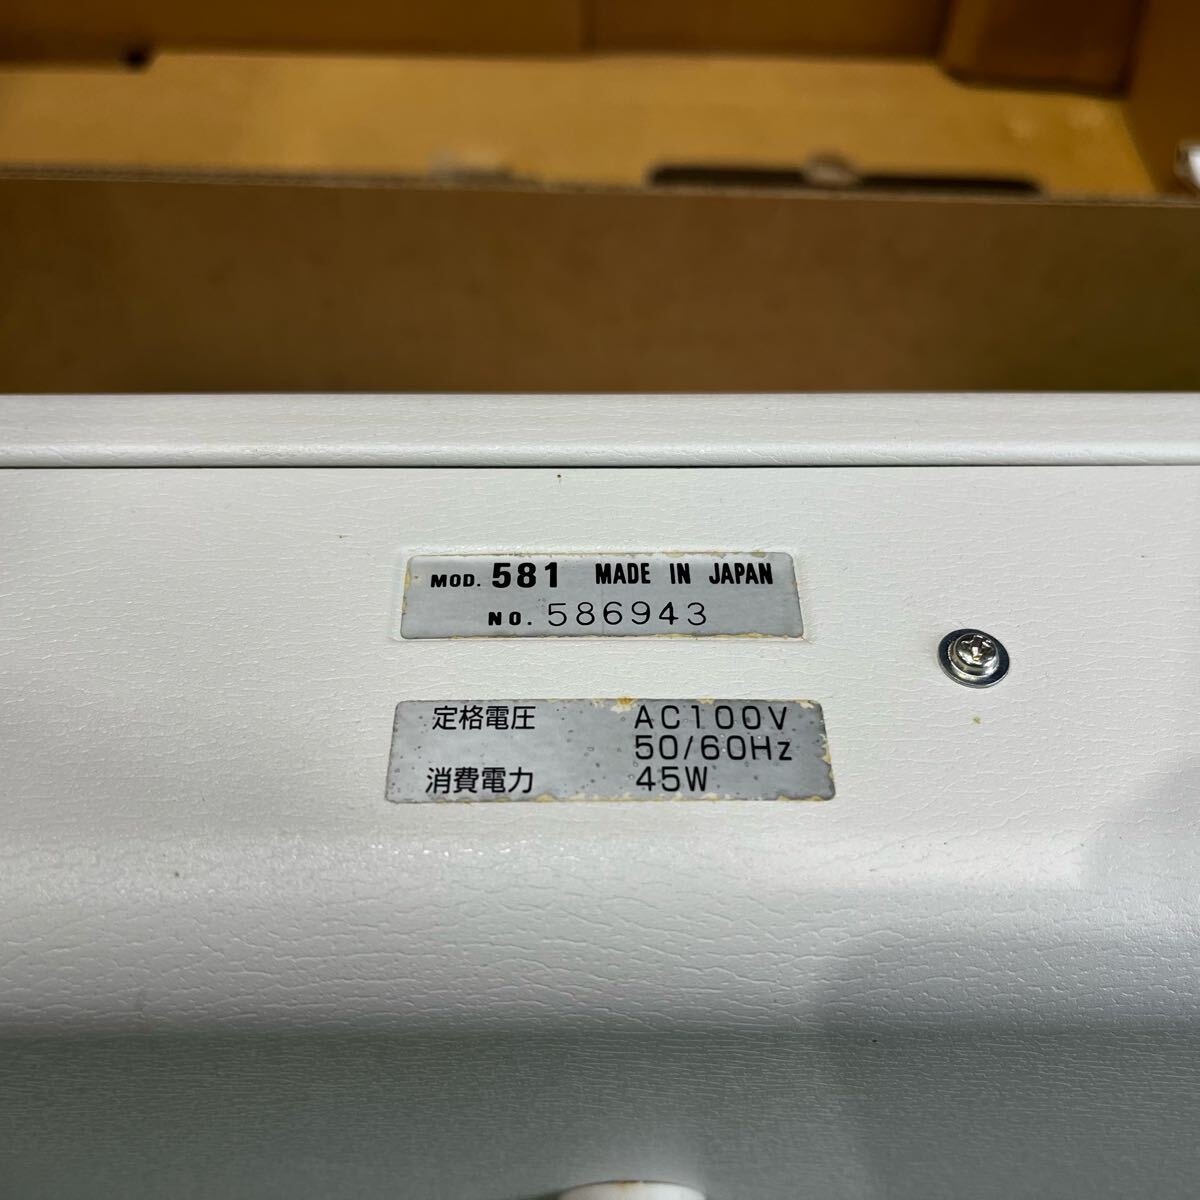 MOD. 581 MADE IN JAPAN
NO. 586943
定格電圧 AC100V
50/60Hz
消費電力 45W